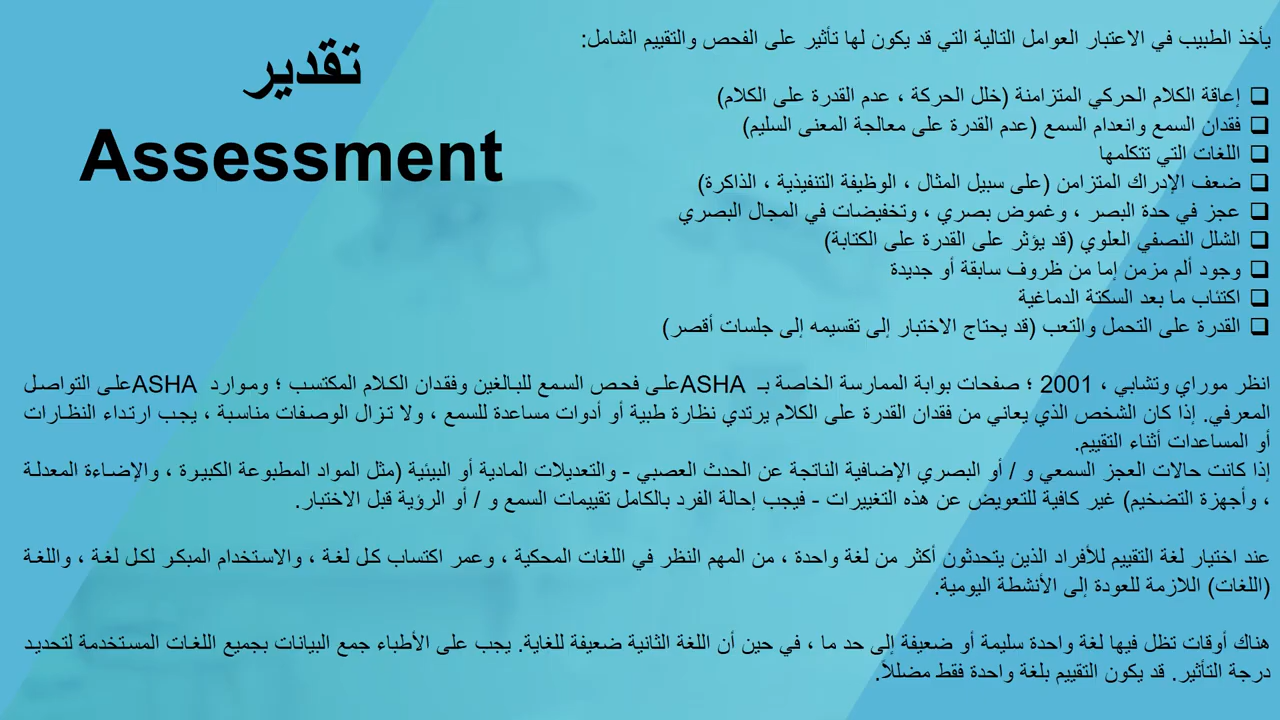 تقدير
Assessment
يأخذ الطبيب في الاعتبار العوامل التالية التي قد يكون لها تأثير على الفحص والتقييم الشامل:
❑ إعاقة الكلام الحركي المتزامنة (خلل الحركة ، عدم القدرة على الكلام)
❑ فقدان السمع وانعدام السمع (عدم القدرة على معالجة المعنى السليم)
❑ اللغات التي تتكلمها
❑ ضعف الإدراك المتزامن (على سبيل المثال ، الوظيفة التنفيذية ، الذاكرة)
❑ عجز في حدة البصر ، وغموض بصري ، وتخفيضات في المجال البصري
❑ الشلل النصفي العلوي (قد يؤثر على القدرة على الكتابة)
❑ وجود ألم مزمن إما من ظروف سابقة أو جديدة
❑ اكتئاب ما بعد السكتة الدماغية
❑ القدرة على التحمل والتعب (قد يحتاج الاختبار إلى تقسيمه إلى جلسات أقصر)
انظر موراي وتشابي ، 2001 ؛ صفحات بوابة الممارسة الخاصة بـ ASHAعلى فحص السمع للبالغين وفقدان الكلام المكتسب ؛ وموارد ASHAعلى التواصل
المعرفي. إذا كان الشخص الذي يعاني من فقدان القدرة على الكلام يرتدي نظارة طبية أو أدوات مساعدة للسمع ، ولا تزال الوصفات مناسبة ، يجب ارتداء النظارات
أو المساعدات أثناء التقييم.
إذا كانت حالات العجز السمعي و / أو البصري الإضافية الناتجة عن الحدث العصبي - والتعديلات المادية أو البيئية (مثل المواد المطبوعة الكبيرة ، والإضاءة المعدلة
، وأجهزة التضخيم) غير كافية للتعويض عن هذه التغييرات - فيجب إحالة الفرد بالكامل تقييمات السمع و / أو الرؤية قبل الاختبار.
عند اختيار لغة التقييم للأفراد الذين يتحدثون أكثر من لغة واحدة ، من المهم النظر في اللغات المحكية ، وعمر اكتساب كل لغة ، والاستخدام المبكر لكل لغة ، واللغة
(اللغات) اللازمة للعودة إلى الأنشطة اليومية.
هناك أوقات تظل فيها لغة واحدة سليمة أو ضعيفة إلى حد ما ، في حين أن اللغة الثانية ضعيفة للغاية. يجب على الأطباء جمع البيانات بجميع اللغات المستخدمة لتحديد
درجة التأثير. قد يكون التقييم بلغة واحدة فقط مضللاً.